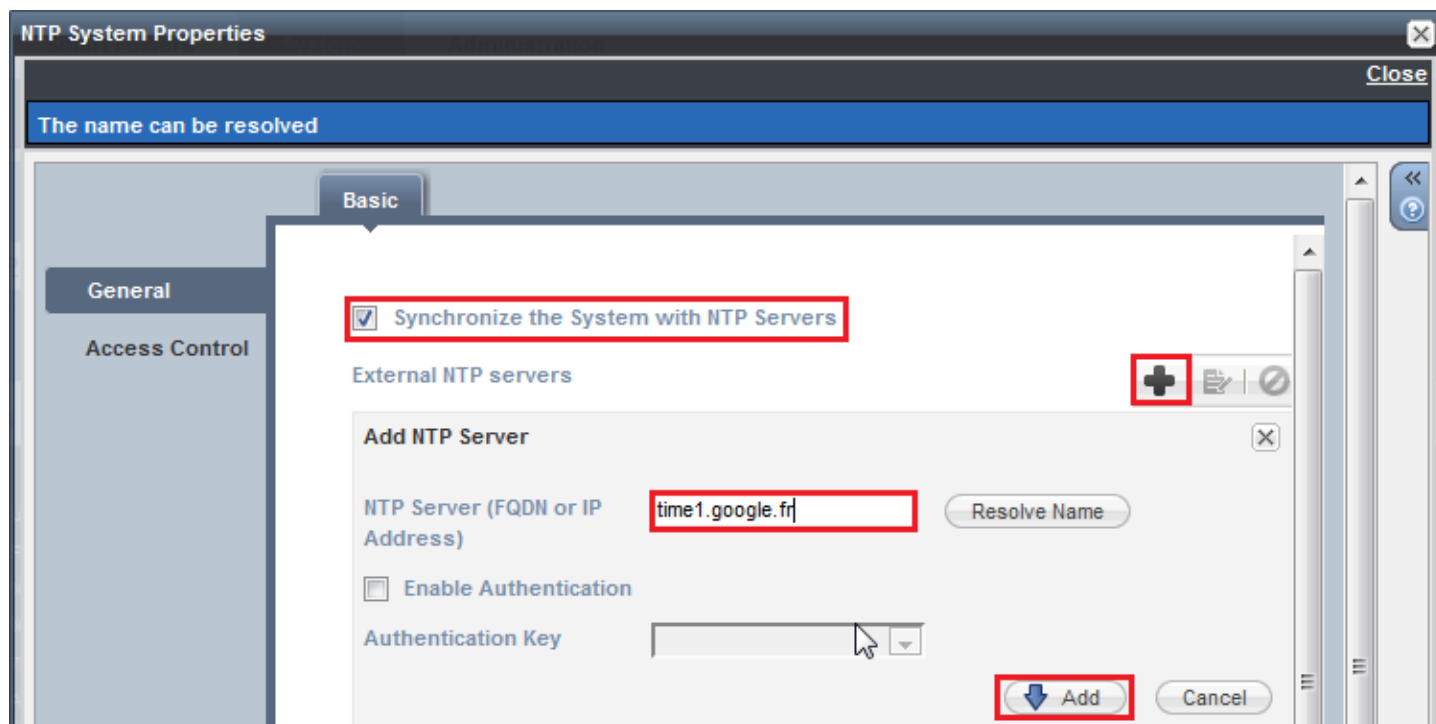 NTP System Properties
Close
The name can be resolved
Basic
General
Access Control
Synchronize the System with NTP Servers
External NTP servers
Add NTP Server
NTP Server (FQDN or IP
Address)
time1.google.fr
Resolve Name
Enable Authentication
Authentication Key
Add
Cancel